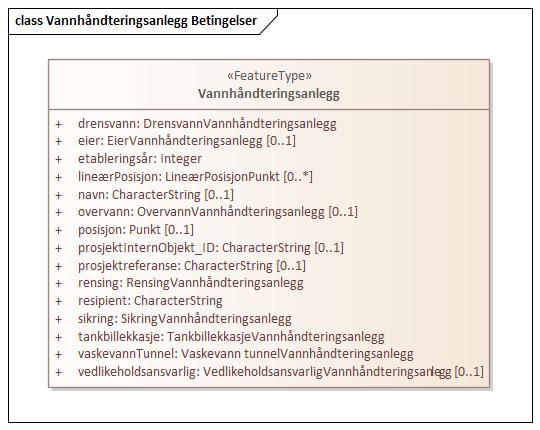 class Vannhåndteringsanlegg Betingelser
«FeatureType»
Vannhåndteringsanlegg
+ drensvann: DrensvannVannhåndteringsanlegg
+ eier: EierVannhåndteringsanlegg [0..1]
+ etableringsår: Integer
+ lineærPosisjon: LineærPosisjonPunkt [0..*]
+ navn: CharacterString [0..1]
+ overvann: OvervannVannhåndteringsanlegg [0..1]
+ posisjon: Punkt [0..1]
+ prosjektInternObjekt_ID: CharacterString [0..1]
+ prosjektreferanse: CharacterString [0..1]
+ rensing: RensingVannhåndteringsanlegg
+ resipient: CharacterString
+ sikring: SikringVannhåndteringsanlegg
+ tankbillekkasje: TankbillekkasjeVannhåndteringsanlegg
+ vaskevannTunnel: Vaskevann tunnelVannhåndteringsanlegg
+ vedlikeholdsansvarlig: VedlikeholdsansvarligVannhåndteringsanlegg [0..1]